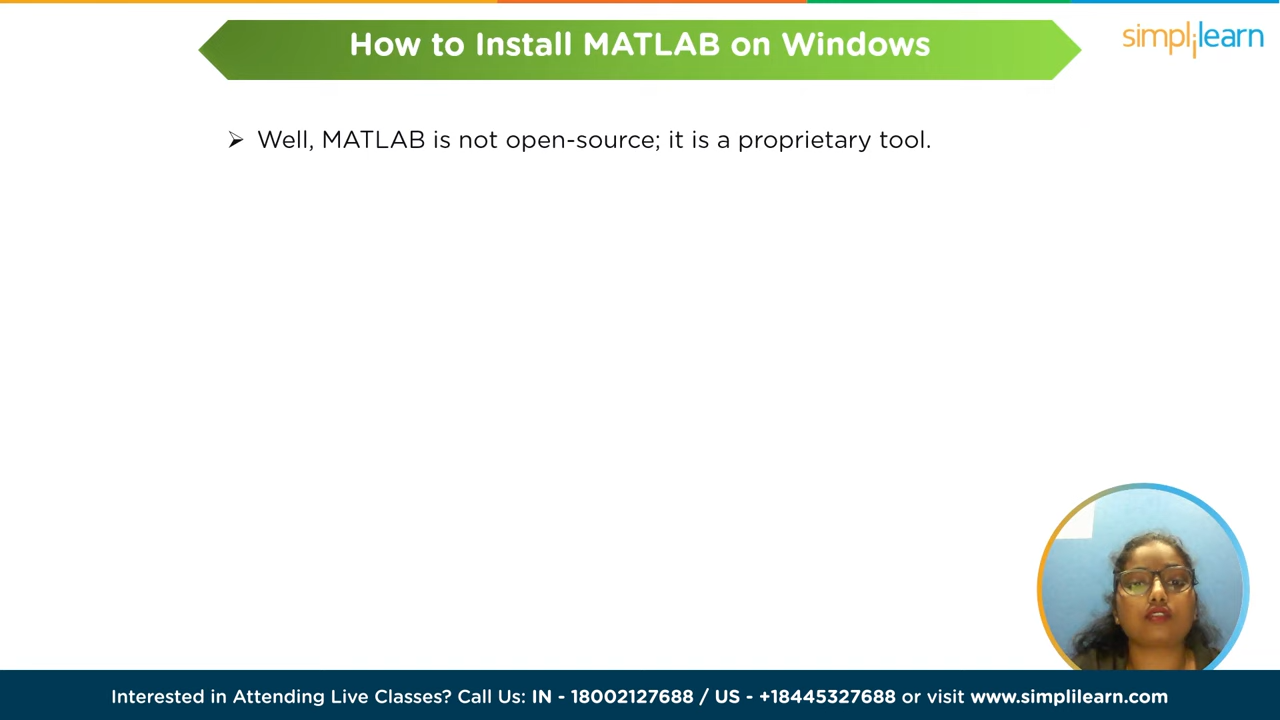 How to Install MATLAB on Windows
simplilearn
➤ Well, MATLAB is not open-source; it is a proprietary tool.
Interested in Attending Live Classes? Call Us: IN - 18002127688 / US - +18445327688 or visit www.simplilearn.com